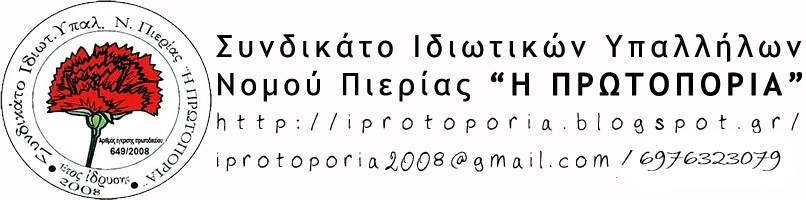 Συνδικάτο Ιδιωτ.Υπαλ. Ν. Πιερίας "Η ΠΡΩΤΟΠΟΡΙΑ"
Αριθμός έγκρισης πρωτοδικείου
649/2008
Έτος ίδρυσης
2008
Συνδικάτο Ιδιωτικών Υπαλλήλων
Νομού Πιερίας “Η ΠΡΩΤΟΠΟΡΙΑ”
http://iprotoporia.blogspot.gr/
iprotoporia2008@gmail.com / 6976323079